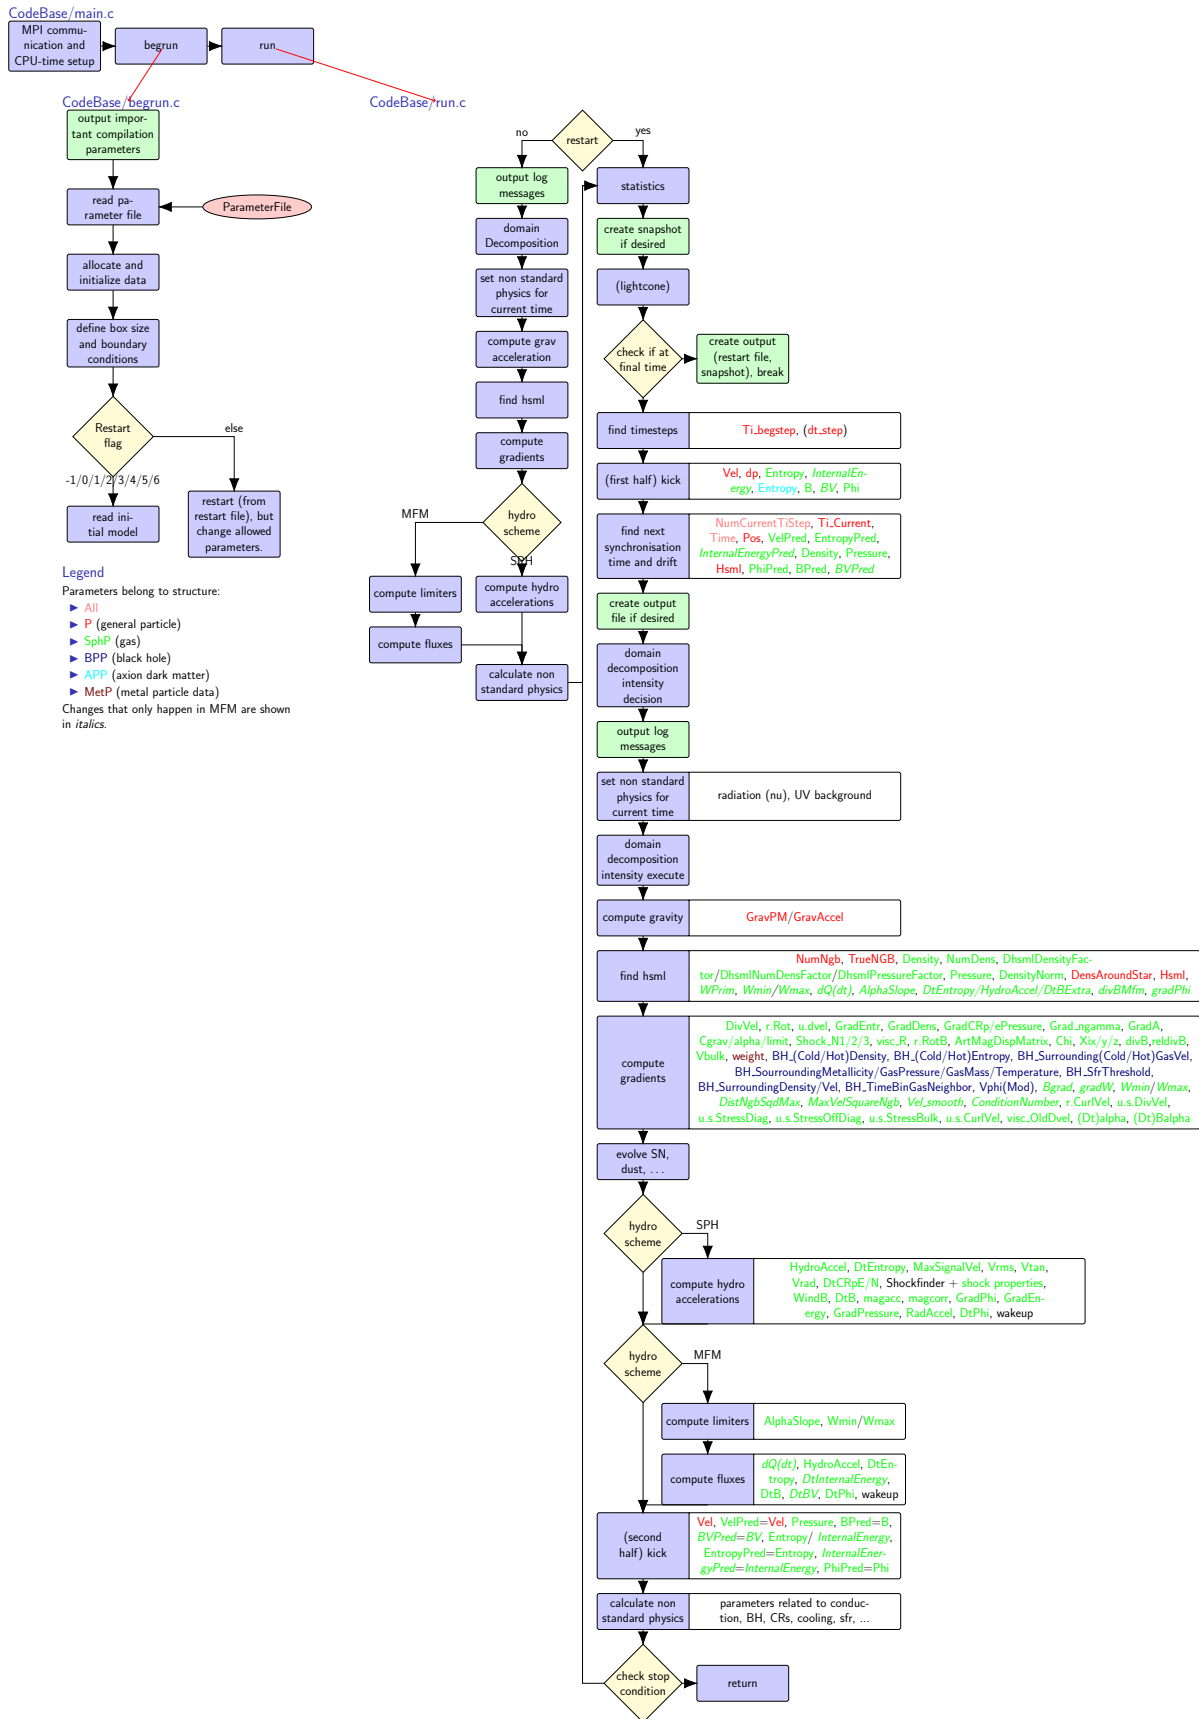 CodeBase/main.c
MPI commu-
nication and
CPU-time setup
begrun
run
CodeBase/begrun.c
output impor-
tant compilation
parameters
read pa-
rameter file
ParameterFile
allocate and
initialize data
define box size
and boundary
conditions
Restart
flag
else
-1/0/1/2/3/4/5/6
read ini-
tial model
restart (from
restart file), but
change allowed
parameters.
Legend
Parameters belong to structure:
► All
► P (general particle)
► SphP (gas)
► BPP (black hole)
► APP (axion dark matter)
► MetP (metal particle data)
Changes that only happen in MFM are shown
in italics.
CodeBase/run.c
restart
no
yes
output log
messages
domain
Decomposition
set non standard
physics for
current time
compute grav
acceleration
find hsml
compute
gradients
hydro
scheme
MFM
SPH
compute limiters
compute fluxes
compute hydro
accelerations
calculate non
standard physics
statistics
create snapshot
if desired
(lightcone)
check if at
final time
create output
(restart file,
snapshot), break
find timesteps
Ti_begstep, (dt_step)
(first half) kick
Vel, dp, Entropy, InternalEn-
ergy, Entropy, B, BV, Phi
find next
synchronisation
time and drift
NumCurrentTiStep, Ti_Current,
Time, Pos, VelPred, EntropyPred,
InternalEnergyPred, Density, Pressure,
Hsml, PhiPred, BPred, BVPred
create output
file if desired
domain
decomposition
intensity
decision
output log
messages
set non standard
physics for
current time
radiation (nu), UV background
domain
decomposition
intensity execute
compute gravity
GravPM/GravAccel
find hsml
NumNgb, TrueNGB, Density, NumDens, DhsmlDensityFac-
tor/DhsmlNumDensFactor/DhsmlPressureFactor, Pressure, DensityNorm, DensAroundStar, Hsml,
WPrim, Wmin/Wmax, dQ(dt), AlphaSlope, DtEntropy/HydroAccel/DtBExtra, divBMfm, gradPhi
compute
gradients
DivVel, r.Rot, u.dvel, GradEntr, GradDens, GradCRp/ePressure, Grad_ngamma, GradA,
Cgrav/alpha/limit, Shock_N1/2/3, visc_R, r.RotB, ArtMagDispMatrix, Chi, Xix/y/z, divB,reldivB,
Vbulk, weight, BH_(Cold/Hot)Density, BH_(Cold/Hot)Entropy, BH_Surrounding(Cold/Hot)GasVel,
BH_SourroundingMetallicity/GasPressure/GasMass/Temperature, BH_SfrThreshold,
BH_SurroundingDensity/Vel, BH_TimeBinGasNeighbor, Vphi(Mod), Bgrad, gradW, Wmin/Wmax,
DistNgbSqdMax, MaxVelSquareNgb, Vel_smooth, ConditionNumber, r.CurlVel, u.s.DivVel,
u.s.StressDiag, u.s.StressOffDiag, u.s.StressBulk, u.s.CurlVel, visc_OldDvel, (Dt)alpha, (Dt)Balpha
evolve SN,
dust, ...
hydro
scheme
SPH
compute hydro
accelerations
HydroAccel, DtEntropy, MaxSignalVel, Vrms, Vtan,
Vrad, DtCRpE/N, Shockfinder + shock properties,
WindB, DtB, magacc, magcorr, GradPhi, GradEn-
ergy, GradPressure, RadAccel, DtPhi, wakeup
hydro
scheme
MFM
compute limiters
AlphaSlope, Wmin/Wmax
compute fluxes
dQ(dt), HydroAccel, DtEn-
tropy, DtInternalEnergy,
DtB, DtBV, DtPhi, wakeup
(second
half) kick
Vel, VelPred=Vel, Pressure, BPred=B,
BVPred=BV, Entropy/ InternalEnergy,
EntropyPred=Entropy, InternalEner-
gyPred=InternalEnergy, PhiPred=Phi
calculate non
standard physics
parameters related to conduc-
tion, BH, CRs, cooling, sfr, ...
check stop
condition
return